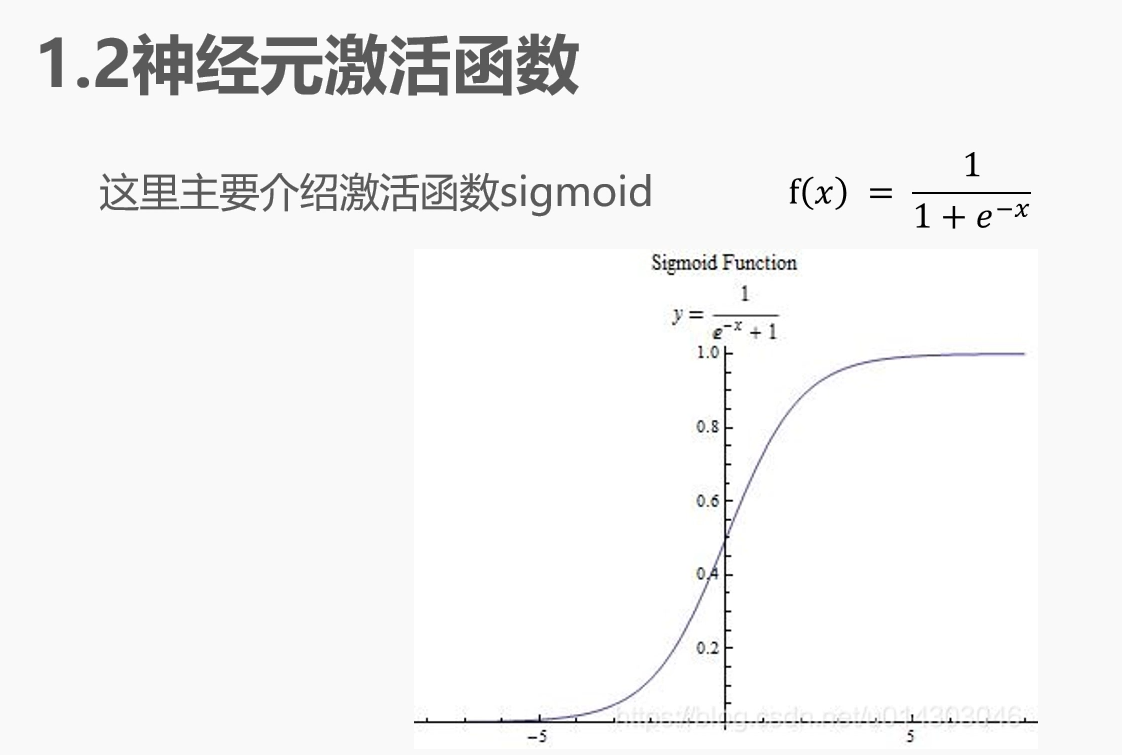 1.2神经元激活函数
这里主要介绍激活函数sigmoid
f(x) = 1 / (1 + e^{-x})
Sigmoid Function
y = 1 / (e^{-x} + 1)
1.0
0.8
0.6
0.4
0.2
https://blog.csdn.net/u014303046
-5 5